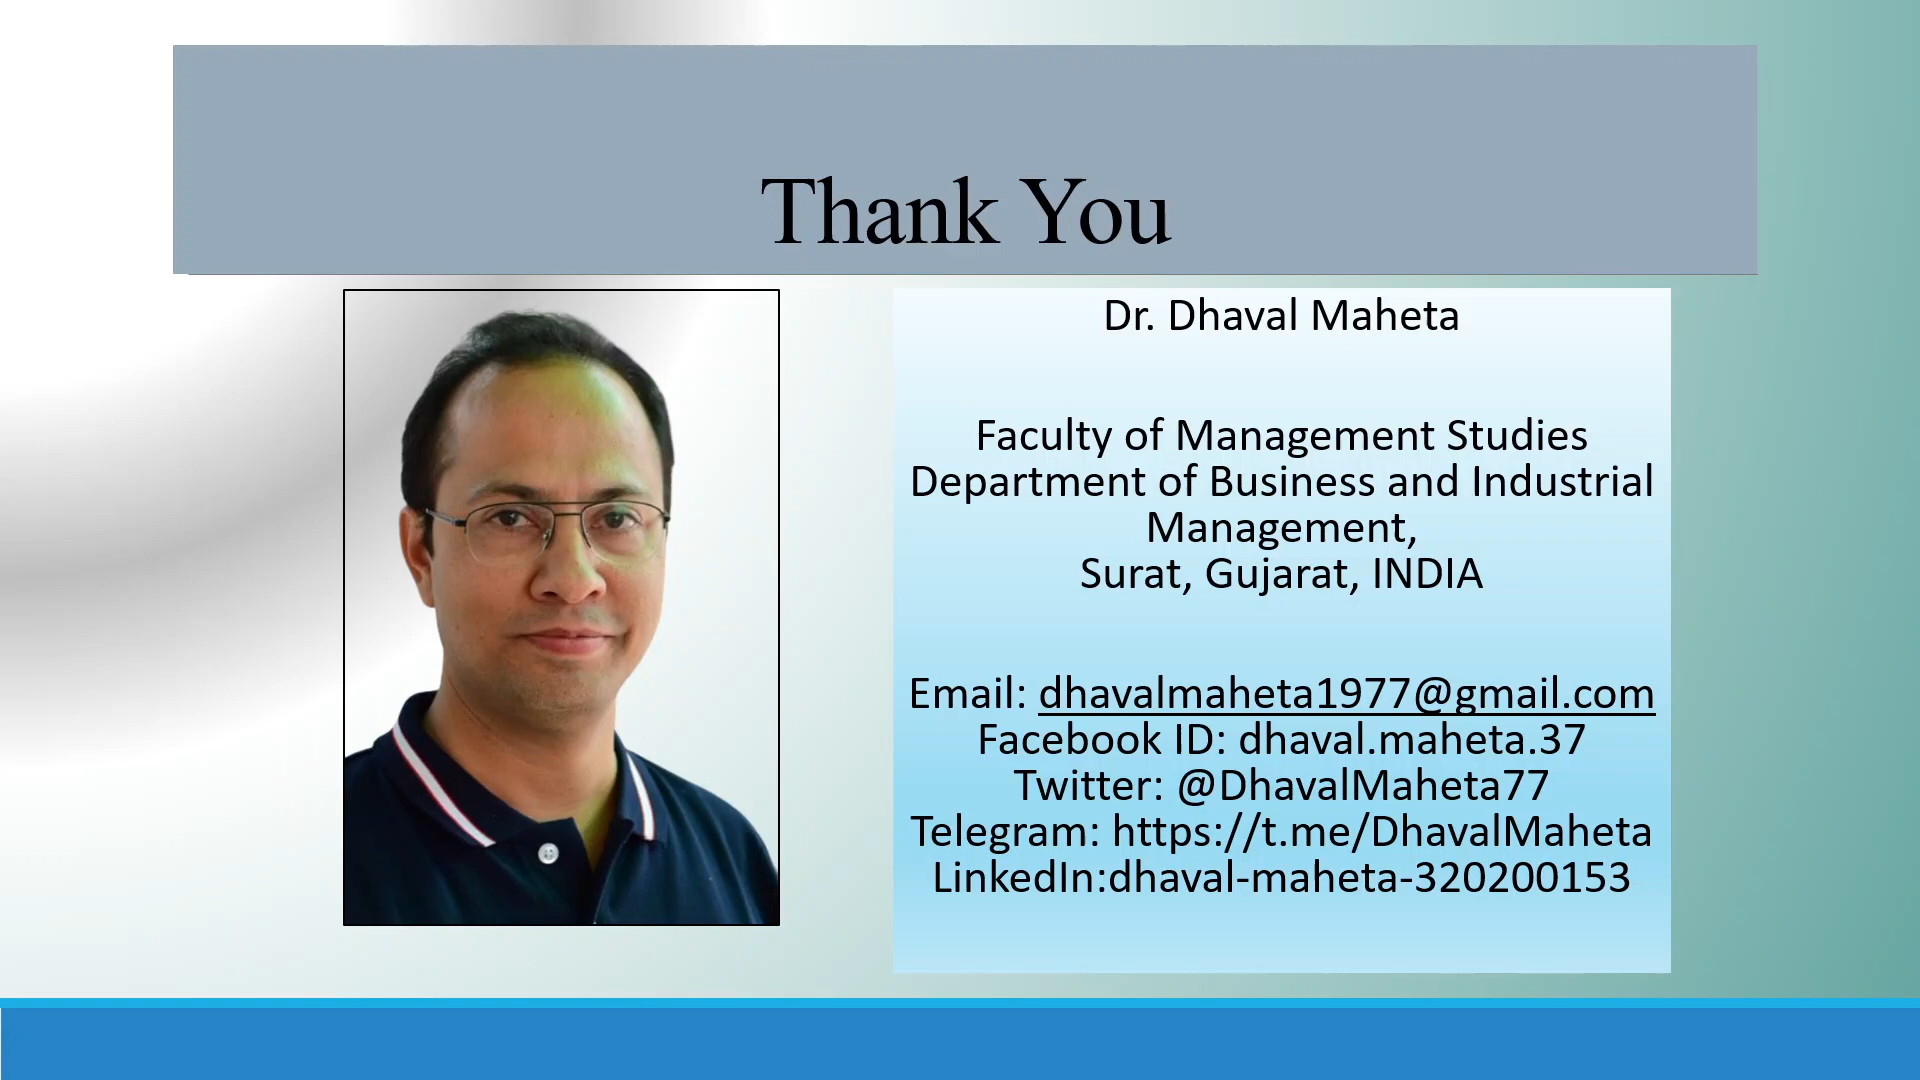 Thank You
Dr. Dhaval Maheta
Faculty of Management Studies
Department of Business and Industrial
Management,
Surat, Gujarat, INDIA
Email: dhavalmaheta1977@gmail.com
Facebook ID: dhaval.maheta.37
Twitter: @DhavalMaheta77
Telegram: https://t.me/DhavalMaheta
LinkedIn:dhaval-maheta-320200153